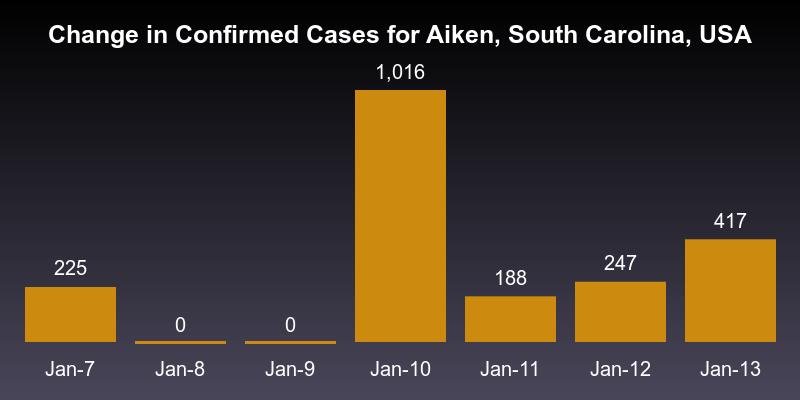 Change in Confirmed Cases for Aiken, South Carolina, USA
1,016
417
225
247
188
0
0
Jan-7
Jan-8
Jan-9
Jan-10
Jan-11
Jan-12
Jan-13